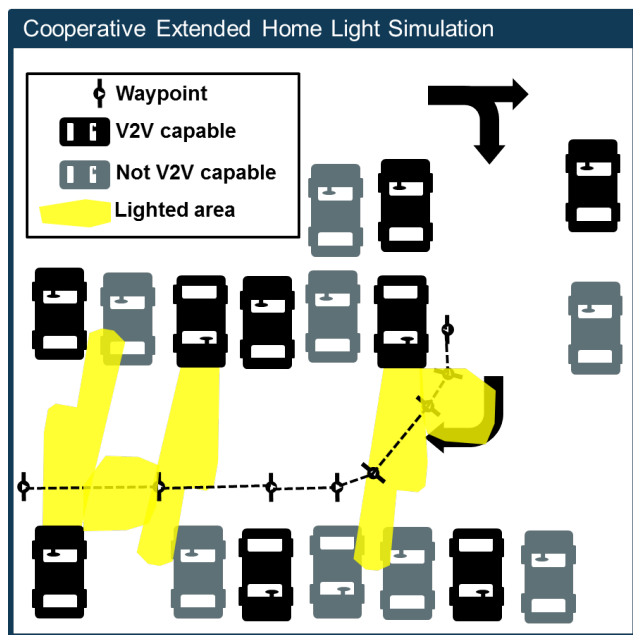 Cooperative Extended Home Light Simulation
Waypoint
V2V capable
Not V2V capable
Lighted area